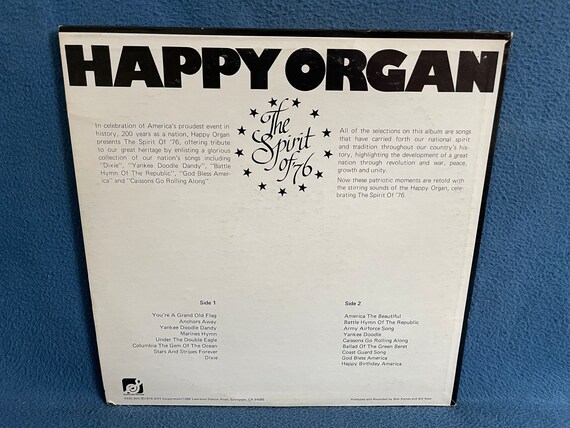 HAPPY ORGAN
The
Spirit
of '76
In celebration of America's proudest event in
history, 200 years as a nation, Happy Organ
presents The Spirit Of '76, offering tribute
to our great heritage by enlisting a glorious
collection of our nation's songs including
"Dixie", "Yankee Doodle Dandy", "Battle
Hymn Of The Republic", "God Bless Amer-
ica" and "Caissons Go Rolling Along".
All of the selections on this album are songs
that have carried forth our national spirit
and tradition throughout our country's his-
tory, highlighting the development of a great
nation through revolution and war, peace,
growth and unity.
Now these patriotic moments are retold with
the stirring sounds of the Happy Organ, cele-
brating The Spirit Of '76.
Side 1
You're A Grand Old Flag
Anchors Away
Yankee Doodle Dandy
Marines Hymn
Under The Double Eagle
Columbia The Gem Of The Ocean
Stars And Stripes Forever
Dixie
Side 2
America The Beautiful
Battle Hymn Of The Republic
Army Airforce Song
Yankee Doodle
Caissons Go Rolling Along
Ballad Of The Green Beret
Coast Guard Song
God Bless America
Happy Birthday America